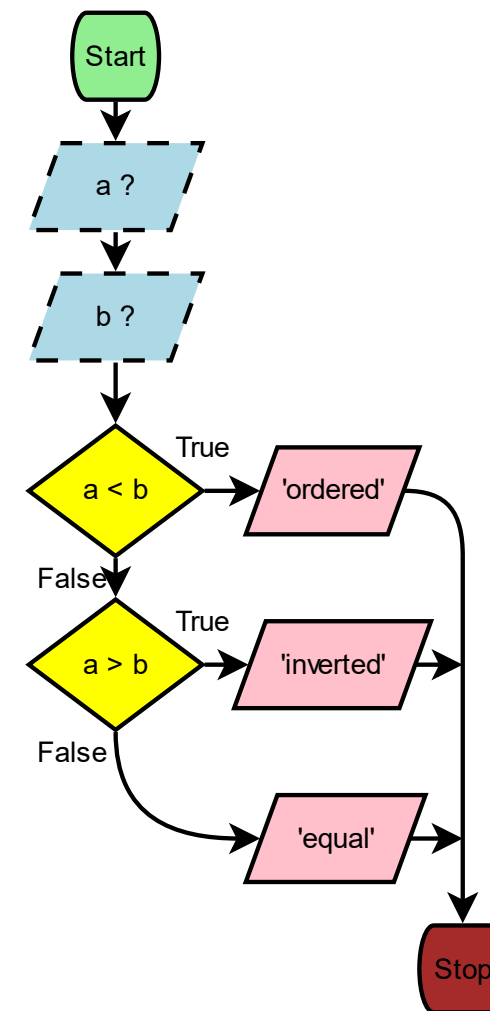 Start
a ?
b ?
True
a < b
'ordered'
False
True
a > b
'inverted'
False
'equal'
Stop